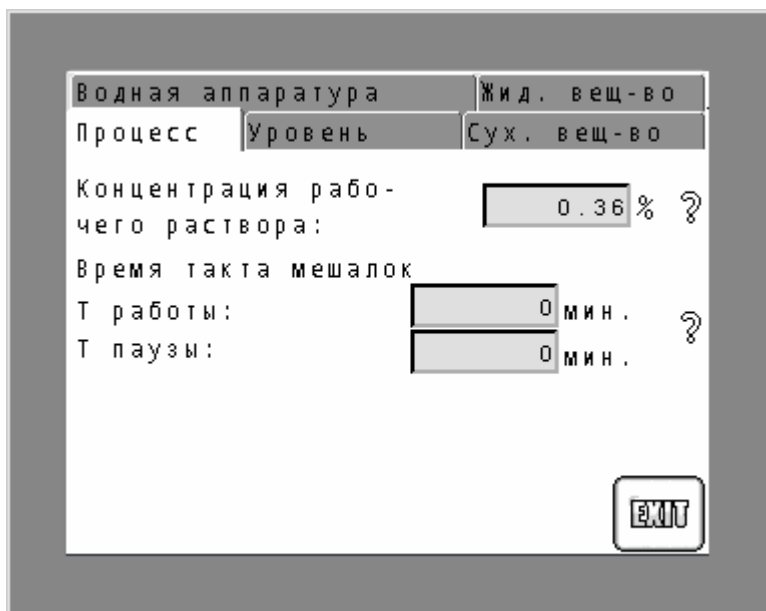 Водная аппаратура Жид. вещ-во
Процесс Уровень Сух. вещ-во
Концентрация рабо-
чего раствора: 0.36 % ?
Время такта мешалок
Т работы: 0 мин. ?
Т паузы: 0 мин.
EXIT